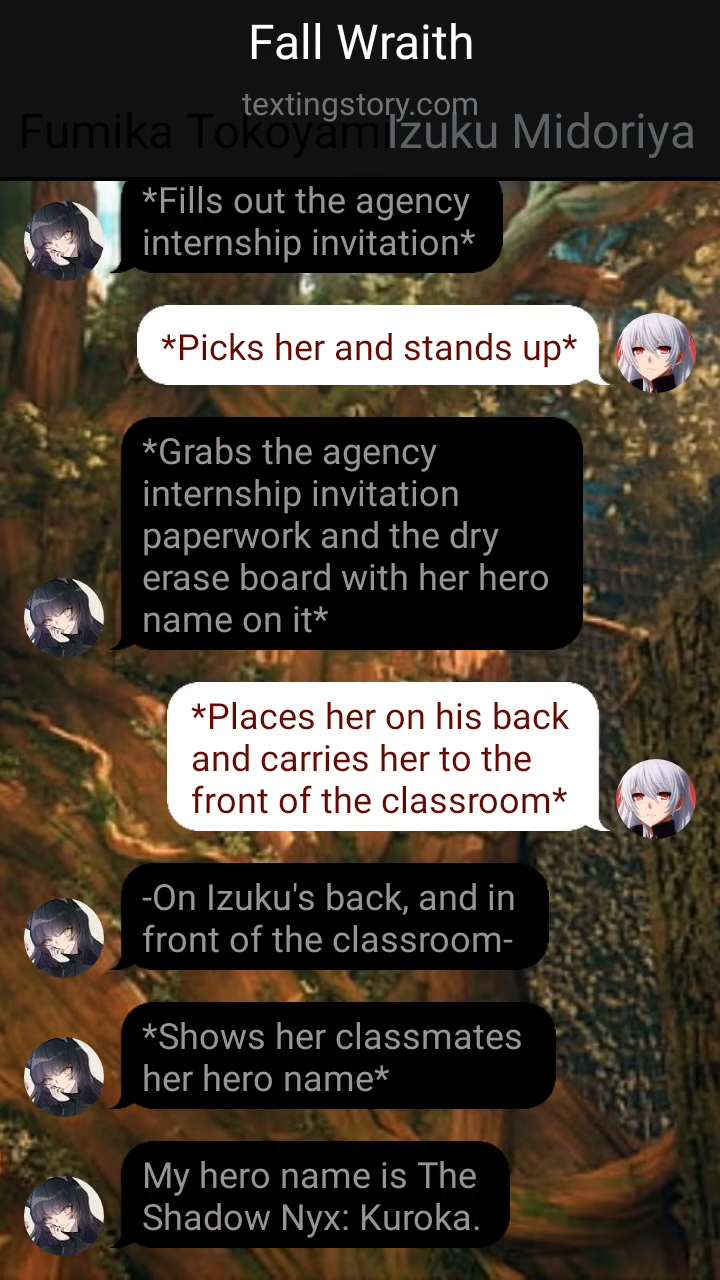 Fall Wraith
textingstory.com
Fumika Tokoyami Izuku Midoriya
*Fills out the agency
internship invitation*
*Picks her and stands up*
*Grabs the agency
internship invitation
paperwork and the dry
erase board with her hero
name on it*
*Places her on his back
and carries her to the
front of the classroom*
-On Izuku's back, and in
front of the classroom-
*Shows her classmates
her hero name*
My hero name is The
Shadow Nyx: Kuroka.